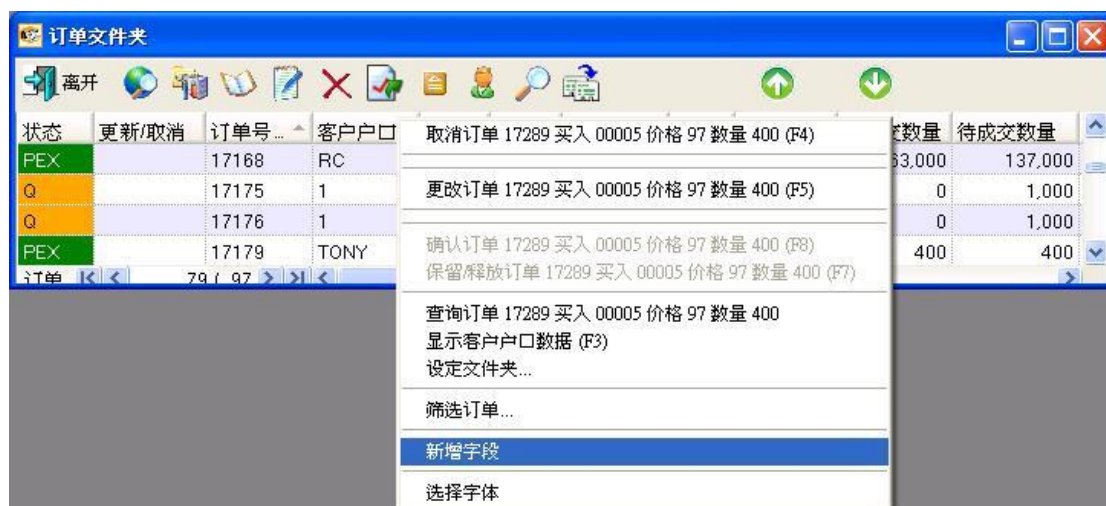 订单文件夹
离开
状态 更新/取消 订单号... 客户户口 数量 待成交数量
PEX 17168 RC 63,000 137,000
Q 17175 1 0 1,000
Q 17176 1 0 1,000
PEX 17179 TONY 400 400
订单 79 ( 97
取消订单 17289 买入 00005 价格 97 数量 400 (F4)
更改订单 17289 买入 00005 价格 97 数量 400 (F5)
确认订单 17289 买入 00005 价格 97 数量 400 (F8)
保留/释放订单 17289 买入 00005 价格 97 数量 400 (F7)
查询订单 17289 买入 00005 价格 97 数量 400
显示客户户口数据 (F3)
设定文件夹...
筛选订单...
新增字段
选择字体